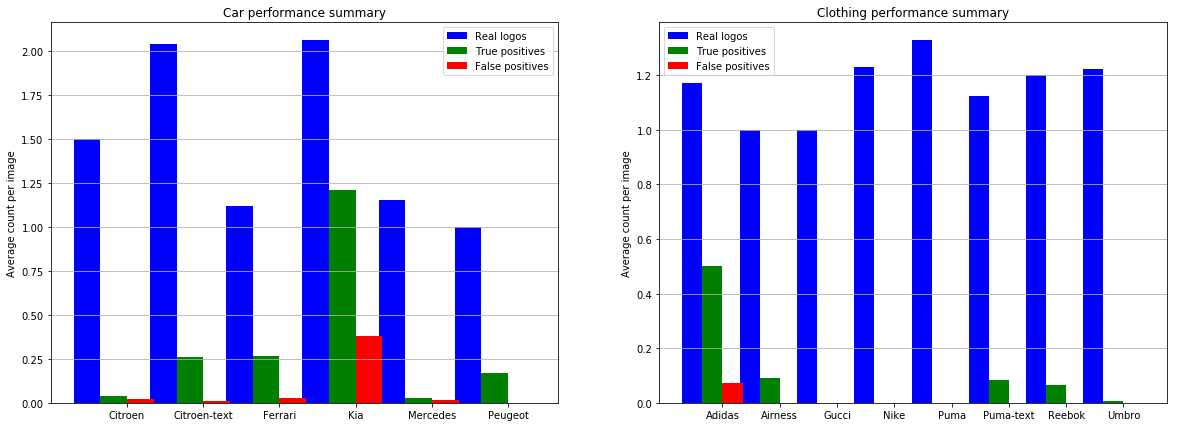 Car performance summary
Average count per image
2.00
1.75
1.50
1.25
1.00
0.75
0.50
0.25
0.00
Real logos
True positives
False positives
Citroen Citroen-text Ferrari Kia Mercedes Peugeot
Clothing performance summary
Average count per image
1.2
1.0
0.8
0.6
0.4
0.2
0.0
Real logos
True positives
False positives
Adidas Airness Gucci Nike Puma Puma-text Reebok Umbro